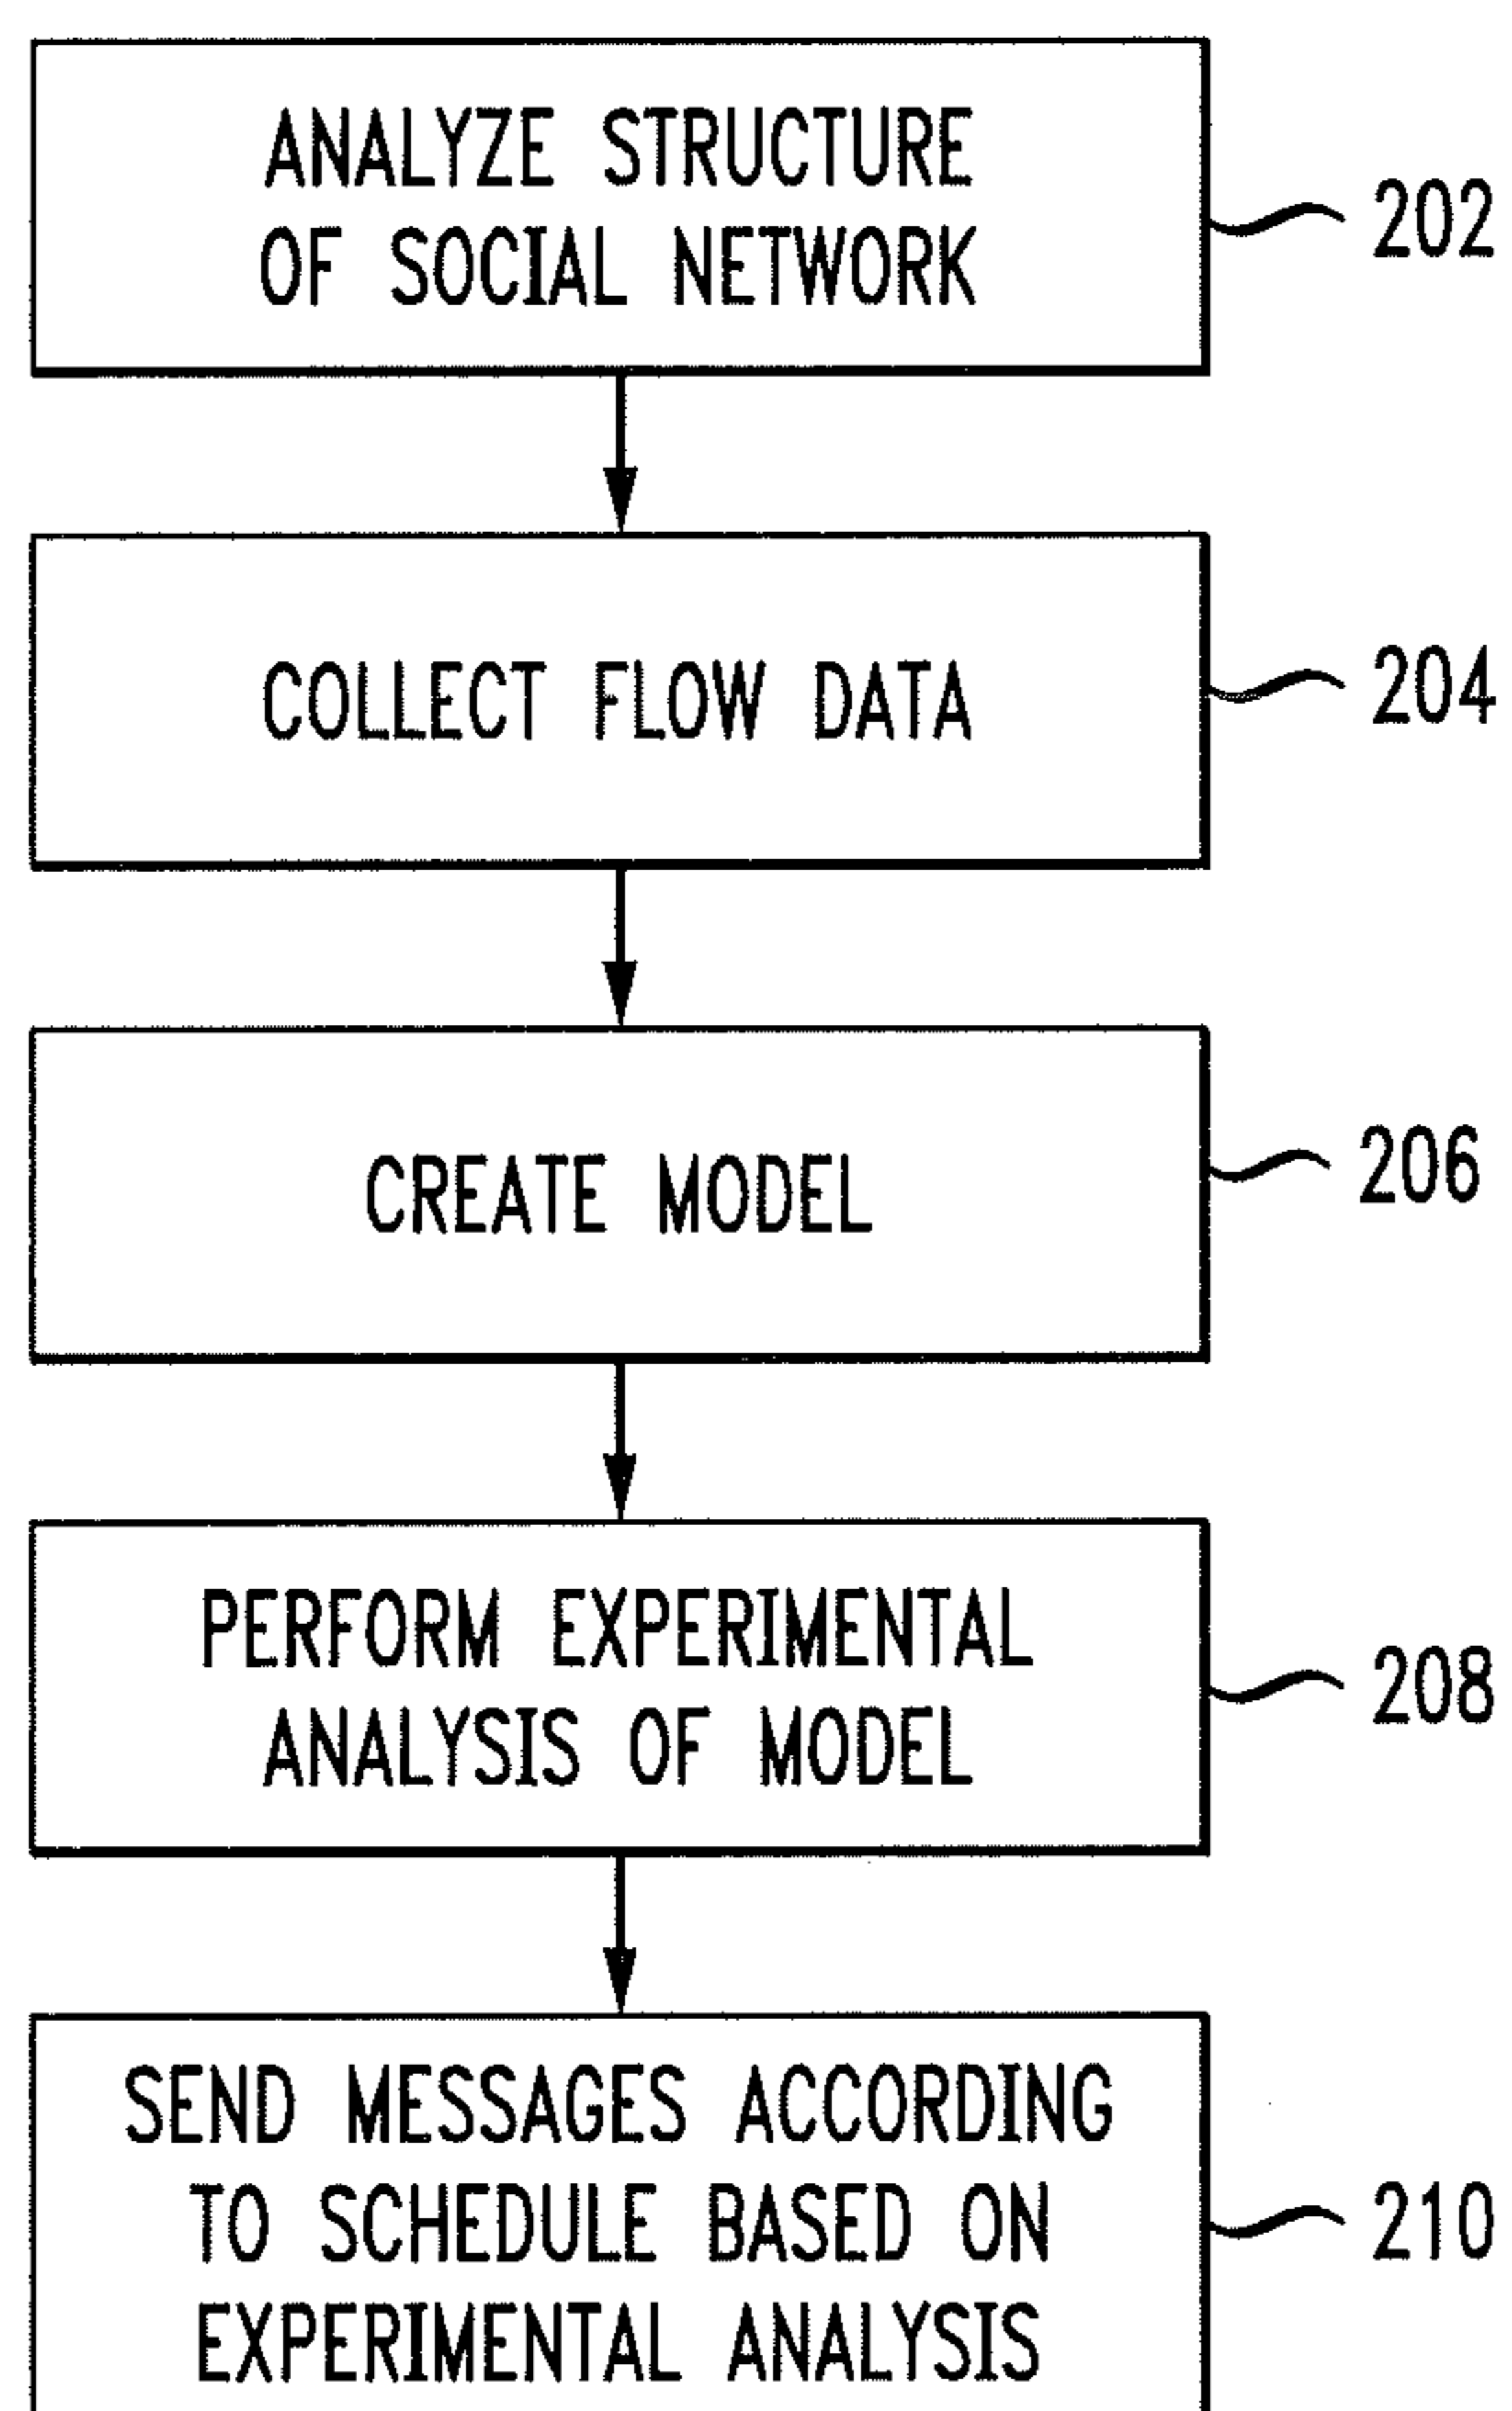 ANALYZE STRUCTURE
OF SOCIAL NETWORK
202
COLLECT FLOW DATA
204
CREATE MODEL
206
PERFORM EXPERIMENTAL
ANALYSIS OF MODEL
208
SEND MESSAGES ACCORDING
TO SCHEDULE BASED ON
EXPERIMENTAL ANALYSIS
210